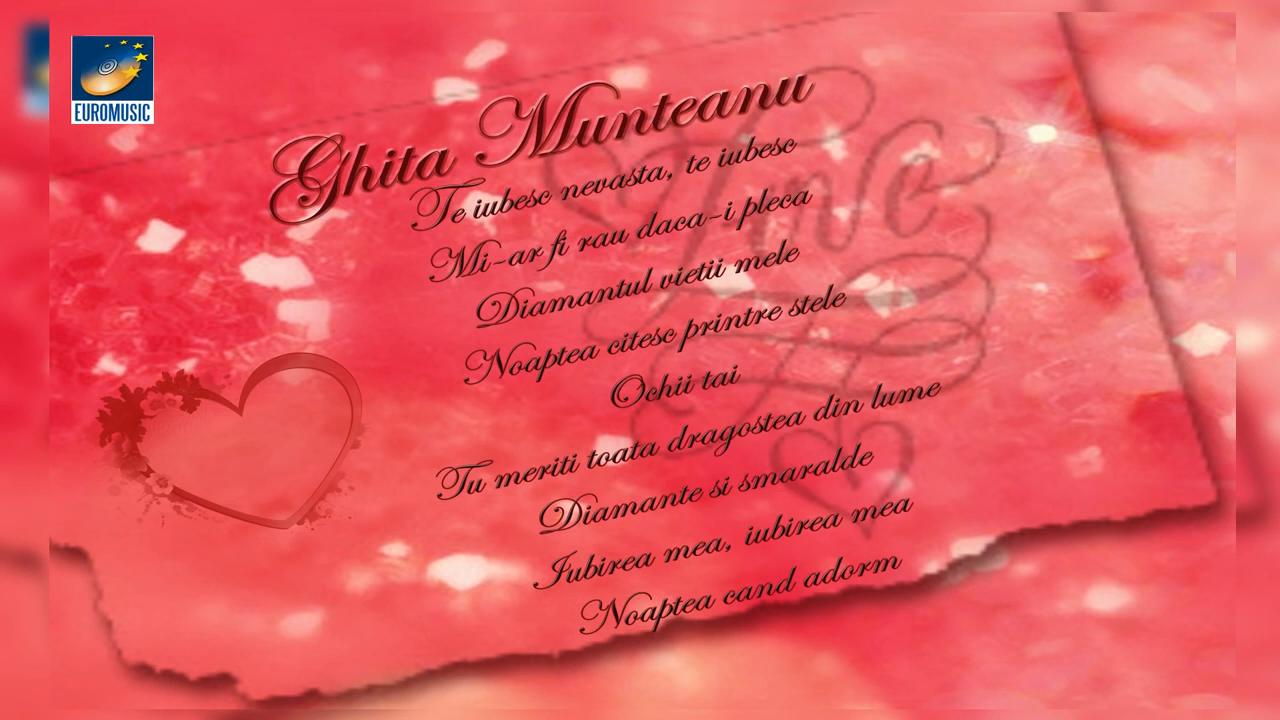 EUROMUSIC
Ghita Munteanu
Te iubesc nevasta, te iubesc
Mi-ar fi rau daca-i pleca
Diamantul vietii mele
Noaptea citesc printre stele
Ochii tai
Tu meriti toata dragostea din lume
Diamante si smaralde
Iubirea mea, iubirea mea
Noaptea cand adorm
Love